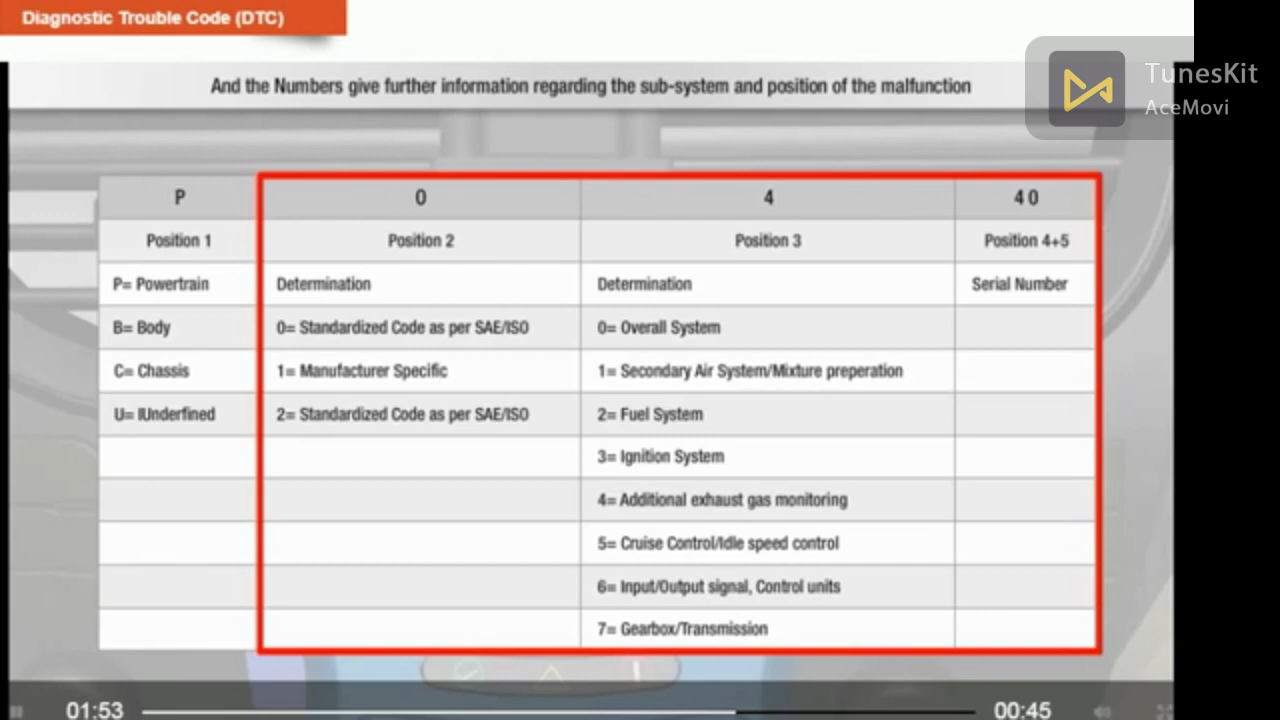 Diagnostic Trouble Code (DTC)
And the Numbers give further information regarding the sub-system and position of the malfunction
TunesKit
AceMovi
P 0 4 4 0
Position 1 Position 2 Position 3 Position 4+5
P= Powertrain Determination Determination Serial Number
B= Body 0= Standardized Code as per SAE/ISO 0= Overall System
C= Chassis 1= Manufacturer Specific 1= Secondary Air System/Mixture preperation
U= IUnderfined 2= Standardized Code as per SAE/ISO 2= Fuel System
3= Ignition System
4= Additional exhaust gas monitoring
5= Cruise Control/Idle speed control
6= Input/Output signal, Control units
7= Gearbox/Transmission
01:53 00:45